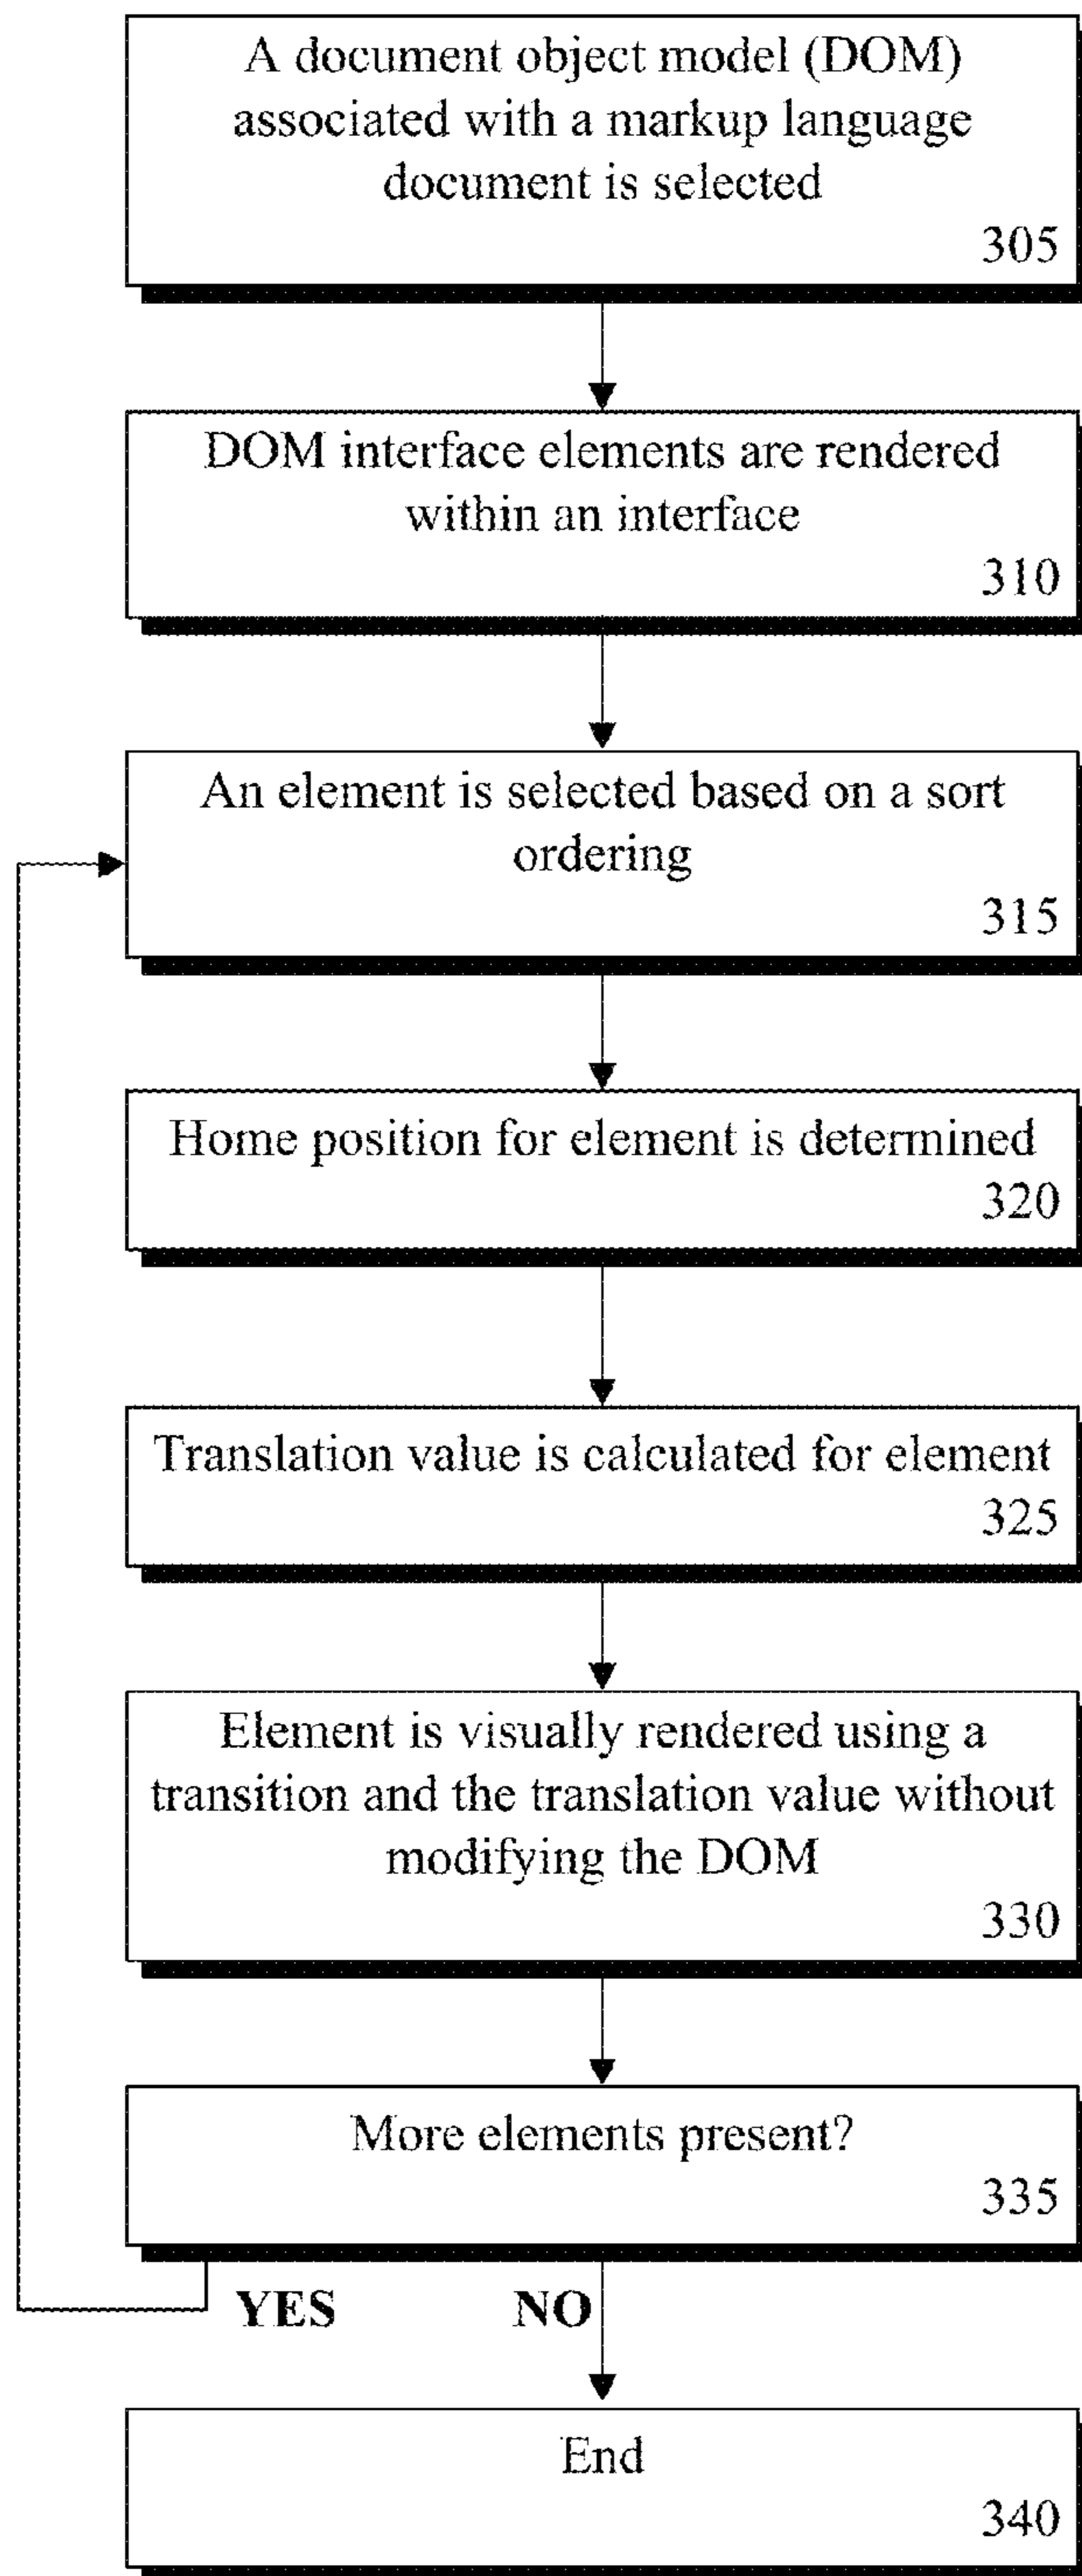 A document object model (DOM)
associated with a markup language
document is selected
305
DOM interface elements are rendered
within an interface
310
An element is selected based on a sort
ordering
315
Home position for element is determined
320
Translation value is calculated for element
325
Element is visually rendered using a
transition and the translation value without
modifying the DOM
330
More elements present?
335
YES NO
End
340